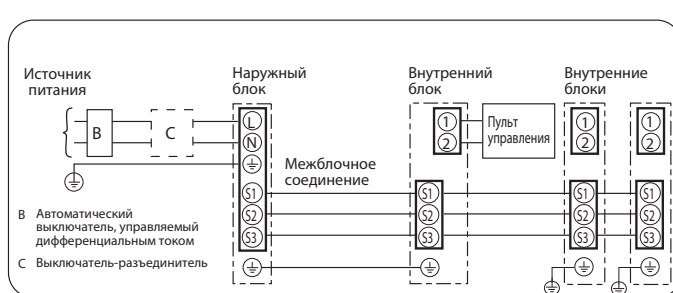 Источник
питания
Наружный
блок
Внутренний
блок
Внутренние
блоки
B
C
L
N
1
2
Пульт
управления
1
2
1
2
Межблочное
соединение
S1
S2
S3
S1
S2
S3
S1
S2
S3
S1
S2
S3
B Автоматический
выключатель, управляемый
дифференциальным током
C Выключатель-разъединитель